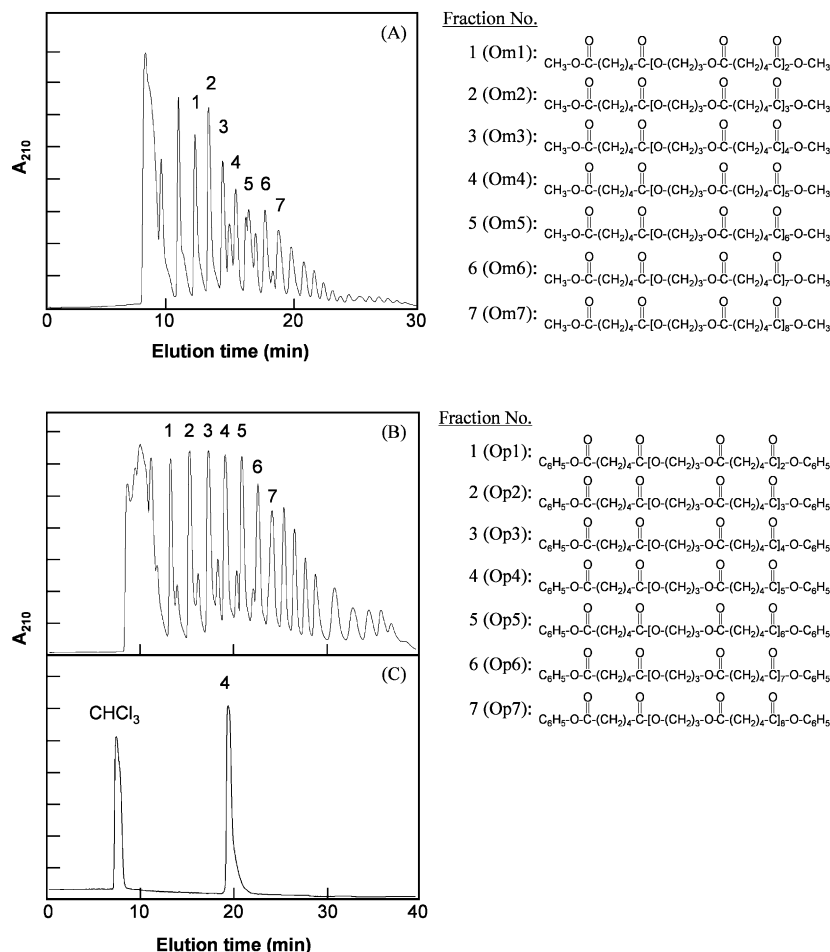 (A)
1
2
3
4
5
6
7
A₂₁₀
0
10
20
30
Elution time (min)
Fraction No.
1 (Om1): CH₃-O-C(=O)-(CH₂)₄-C(=O)-[O-(CH₂)₃-O-C(=O)-(CH₂)₄-C(=O)]₂-O-CH₃
2 (Om2): CH₃-O-C(=O)-(CH₂)₄-C(=O)-[O-(CH₂)₃-O-C(=O)-(CH₂)₄-C(=O)]₃-O-CH₃
3 (Om3): CH₃-O-C(=O)-(CH₂)₄-C(=O)-[O-(CH₂)₃-O-C(=O)-(CH₂)₄-C(=O)]₄-O-CH₃
4 (Om4): CH₃-O-C(=O)-(CH₂)₄-C(=O)-[O-(CH₂)₃-O-C(=O)-(CH₂)₄-C(=O)]₅-O-CH₃
5 (Om5): CH₃-O-C(=O)-(CH₂)₄-C(=O)-[O-(CH₂)₃-O-C(=O)-(CH₂)₄-C(=O)]₆-O-CH₃
6 (Om6): CH₃-O-C(=O)-(CH₂)₄-C(=O)-[O-(CH₂)₃-O-C(=O)-(CH₂)₄-C(=O)]₇-O-CH₃
7 (Om7): CH₃-O-C(=O)-(CH₂)₄-C(=O)-[O-(CH₂)₃-O-C(=O)-(CH₂)₄-C(=O)]₈-O-CH₃
(B)
1
2
3
4
5
6
7
A₂₁₀
(C)
CHCl₃
4
0
10
20
30
40
Elution time (min)
Fraction No.
1 (Op1): C₆H₅-O-C(=O)-(CH₂)₄-C(=O)-[O-(CH₂)₃-O-C(=O)-(CH₂)₄-C(=O)]₂-O-C₆H₅
2 (Op2): C₆H₅-O-C(=O)-(CH₂)₄-C(=O)-[O-(CH₂)₃-O-C(=O)-(CH₂)₄-C(=O)]₃-O-C₆H₅
3 (Op3): C₆H₅-O-C(=O)-(CH₂)₄-C(=O)-[O-(CH₂)₃-O-C(=O)-(CH₂)₄-C(=O)]₄-O-C₆H₅
4 (Op4): C₆H₅-O-C(=O)-(CH₂)₄-C(=O)-[O-(CH₂)₃-O-C(=O)-(CH₂)₄-C(=O)]₅-O-C₆H₅
5 (Op5): C₆H₅-O-C(=O)-(CH₂)₄-C(=O)-[O-(CH₂)₃-O-C(=O)-(CH₂)₄-C(=O)]₆-O-C₆H₅
6 (Op6): C₆H₅-O-C(=O)-(CH₂)₄-C(=O)-[O-(CH₂)₃-O-C(=O)-(CH₂)₄-C(=O)]₇-O-C₆H₅
7 (Op7): C₆H₅-O-C(=O)-(CH₂)₄-C(=O)-[O-(CH₂)₃-O-C(=O)-(CH₂)₄-C(=O)]₈-O-C₆H₅